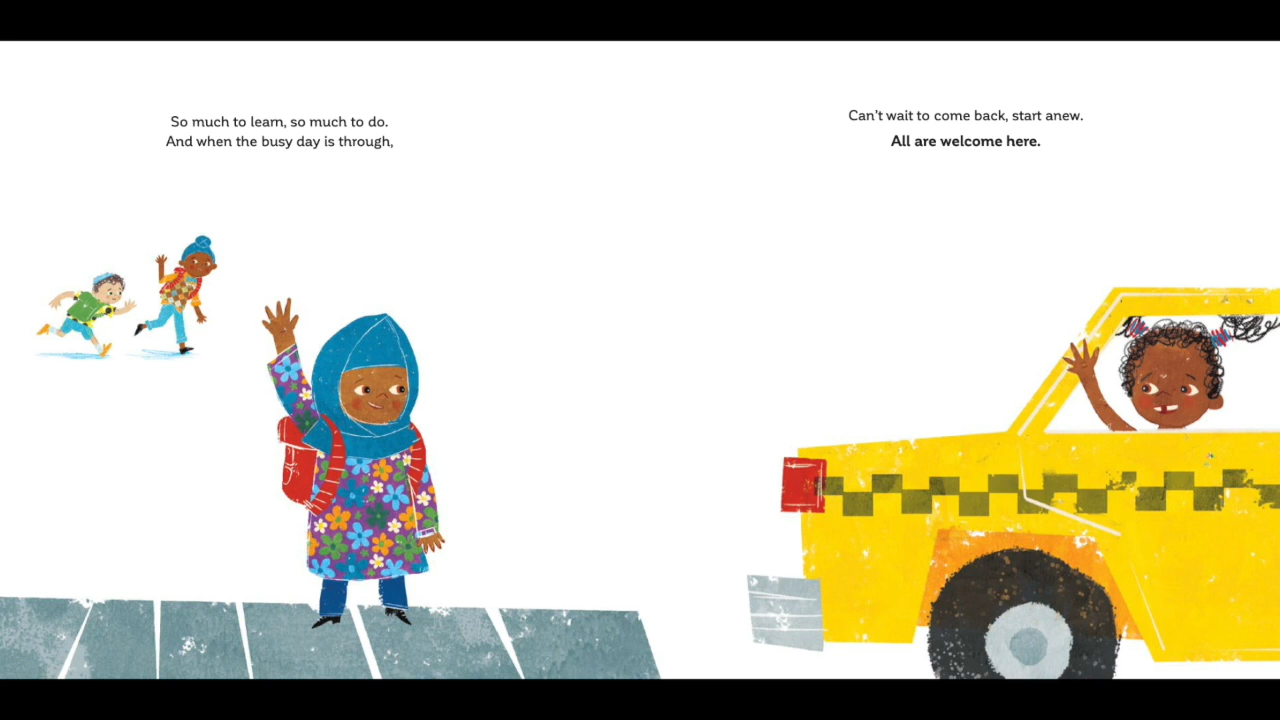 So much to learn, so much to do.
And when the busy day is through,
Can't wait to come back, start anew.
All are welcome here.